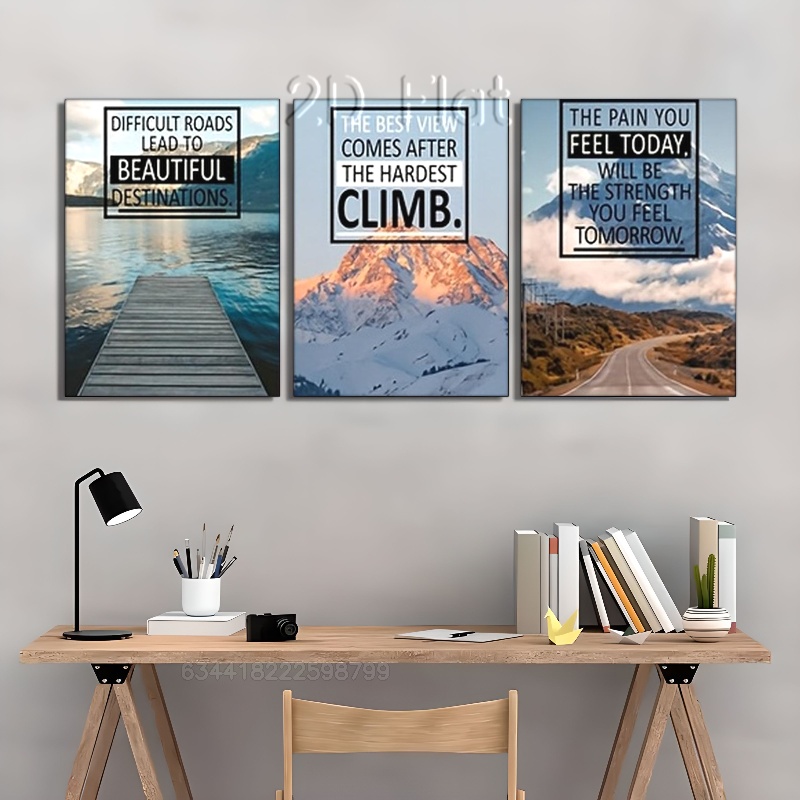 2D Flat
DIFFICULT ROADS
LEAD TO
BEAUTIFUL
DESTINATIONS.
THE BEST VIEW
COMES AFTER
THE HARDEST
CLIMB.
THE PAIN YOU
FEEL TODAY,
WILL BE
THE STRENGTH
YOU FEEL
TOMORROW.
6344182222598799